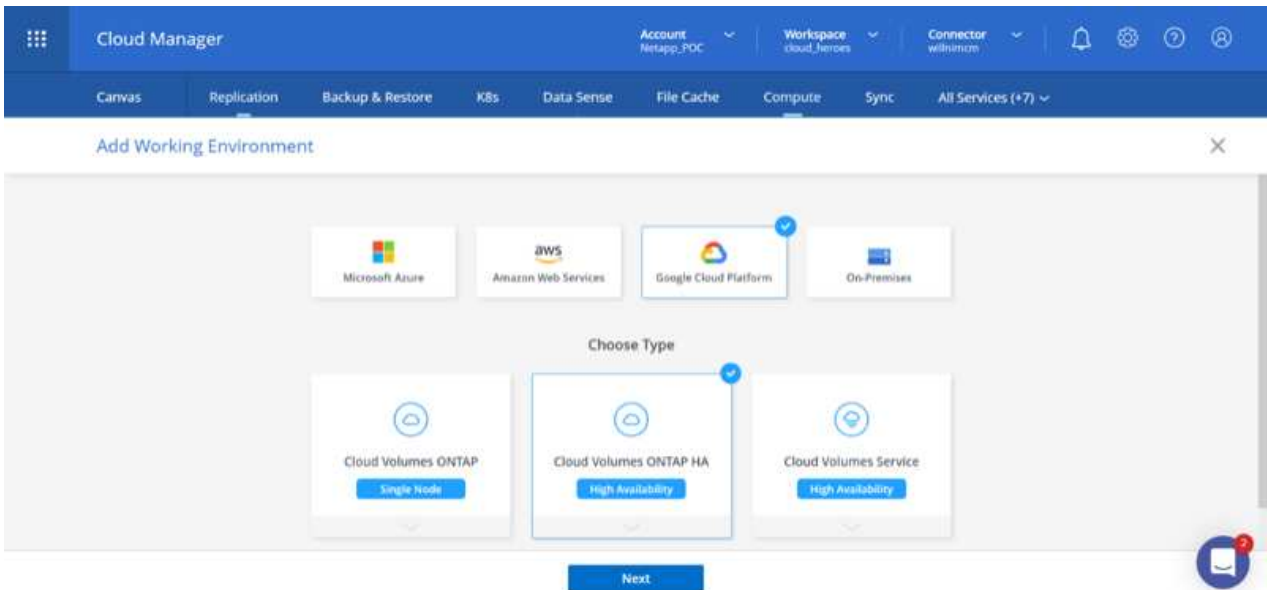 Cloud Manager
Account
Netapp_POC
Workspace
cloud_heroes
Connector
willnimcm
Canvas Replication Backup & Restore K8s Data Sense File Cache Compute Sync All Services (+7)
Add Working Environment
Microsoft Azure
aws
Amazon Web Services
Google Cloud Platform
On-Premises
Choose Type
Cloud Volumes ONTAP
Single Node
Cloud Volumes ONTAP HA
High Availability
Cloud Volumes Service
High Availability
Next
2